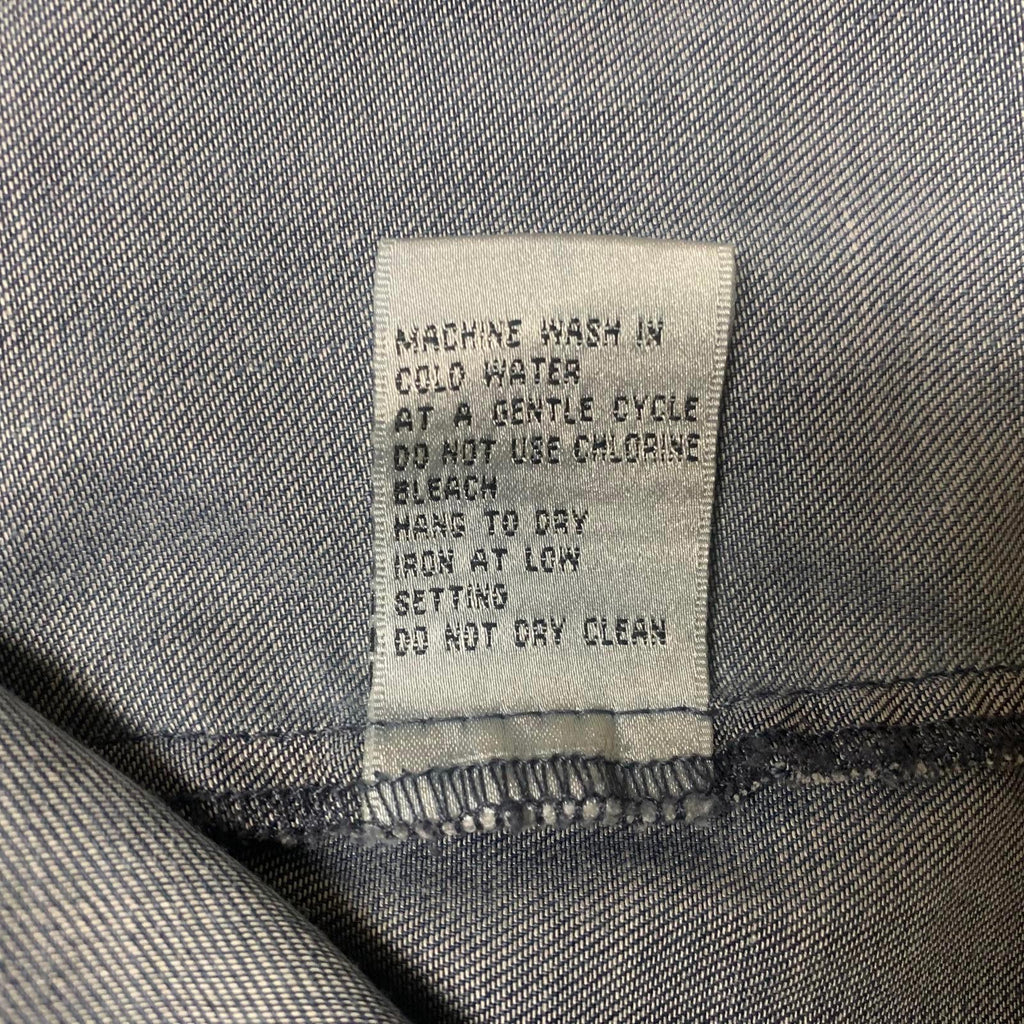 MACHINE WASH IN
COLD WATER
AT A GENTLE CYCLE
DO NOT USE CHLORINE
BLEACH
HANG TO DRY
IRON AT LOW
SETTING
DO NOT DRY CLEAN